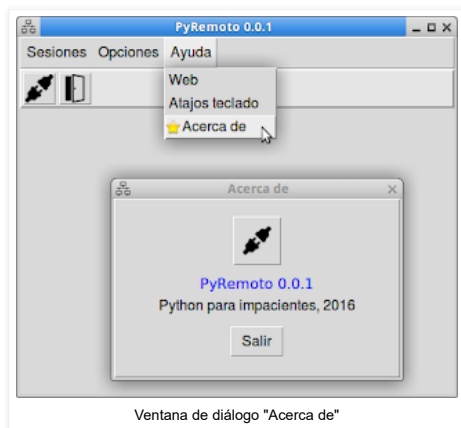 PyRemoto 0.0.1
Sesiones Opciones Ayuda
Web
Atajos teclado
Acerca de
Acerca de
PyRemoto 0.0.1
Python para impacientes, 2016
Salir
Ventana de diálogo "Acerca de"